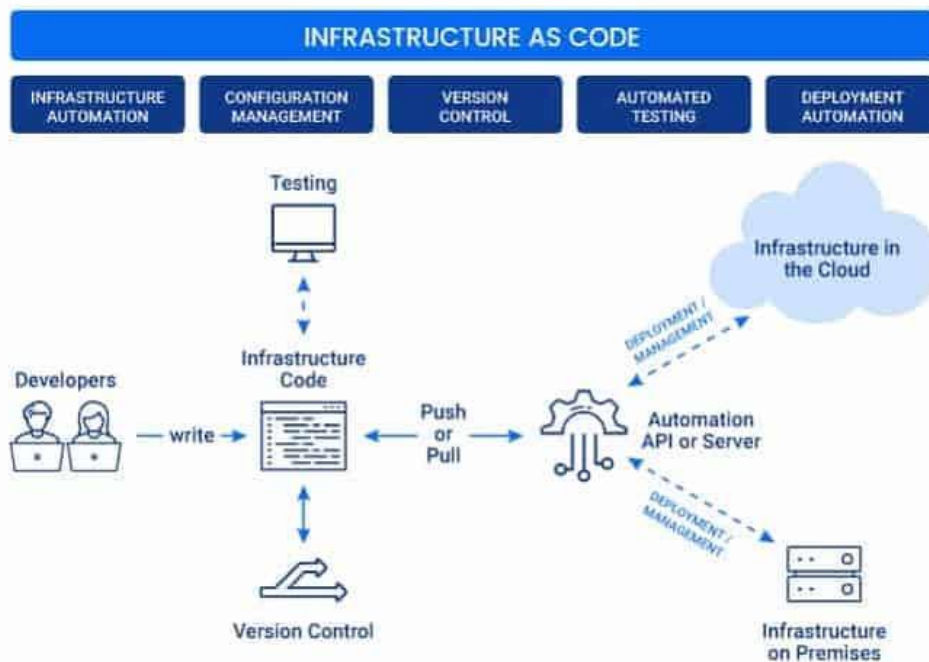 INFRASTRUCTURE AS CODE
INFRASTRUCTURE
AUTOMATION
CONFIGURATION
MANAGEMENT
VERSION
CONTROL
AUTOMATED
TESTING
DEPLOYMENT
AUTOMATION
Testing
Infrastructure in
the Cloud
DEPLOYMENT /
MANAGEMENT
Infrastructure
Code
Developers
write
Push
or
Pull
Automation
API or Server
DEPLOYMENT /
MANAGEMENT
Version Control
Infrastructure
on Premises